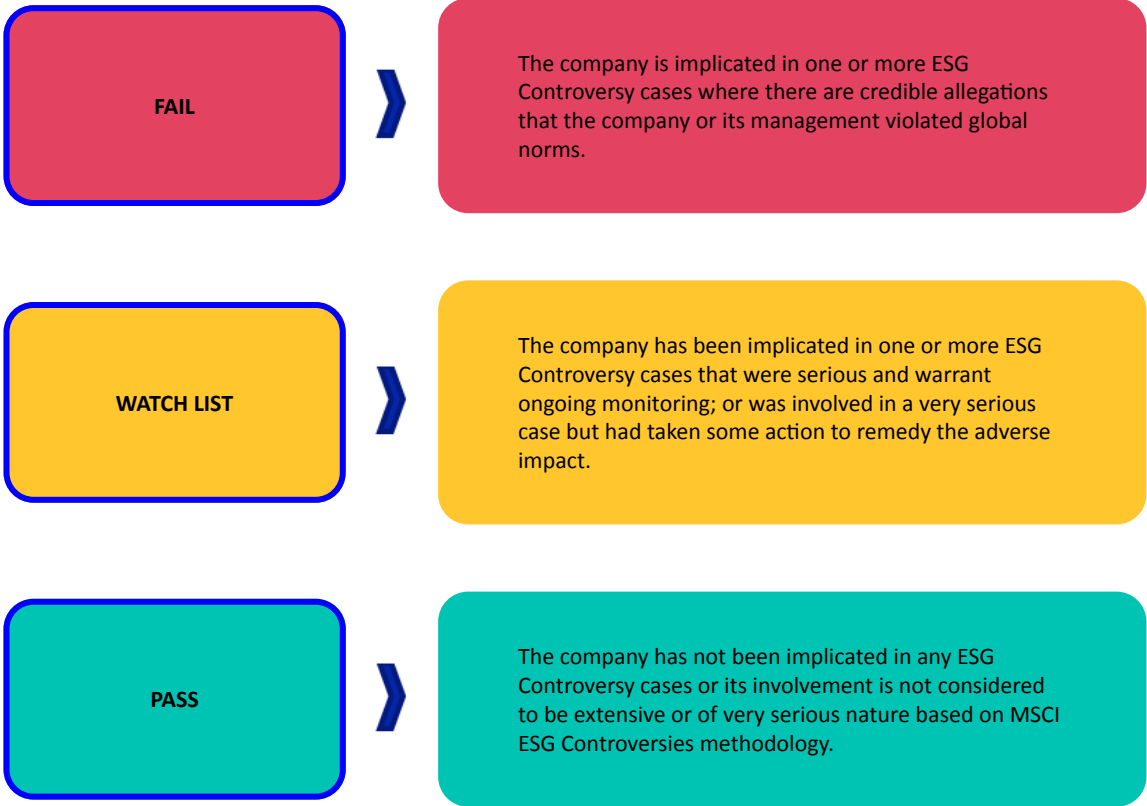 FAIL
The company is implicated in one or more ESG
Controversy cases where there are credible allegations
that the company or its management violated global
norms.
WATCH LIST
The company has been implicated in one or more ESG
Controversy cases that were serious and warrant
ongoing monitoring; or was involved in a very serious
case but had taken some action to remedy the adverse
impact.
PASS
The company has not been implicated in any ESG
Controversy cases or its involvement is not considered
to be extensive or of very serious nature based on MSCI
ESG Controversies methodology.